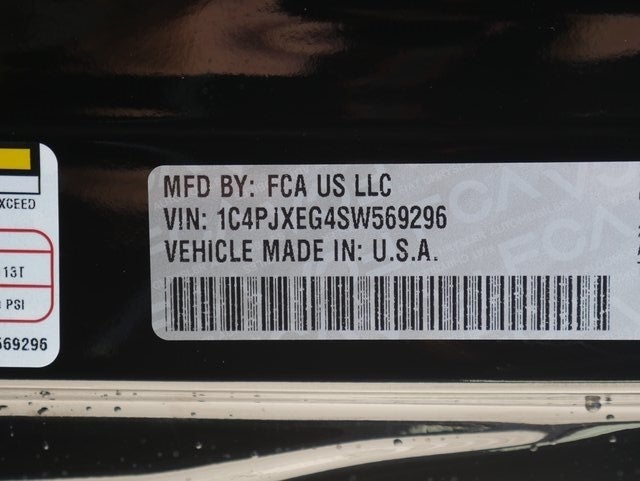 MFD BY: FCA US LLC
VIN: 1C4PJXEG4SW569296
VEHICLE MADE IN: U.S.A.
XCEED
13T
PSI
569296